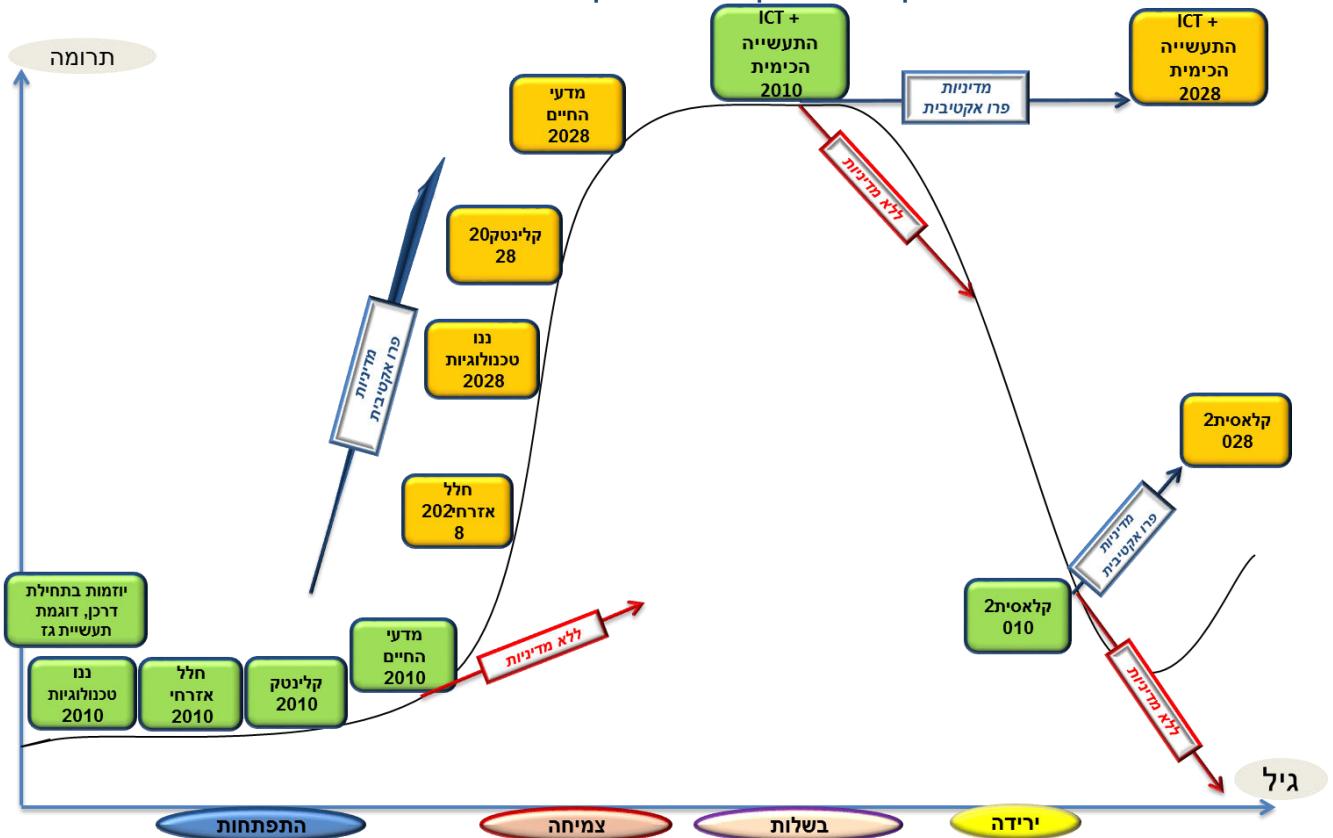 תרומה
ICT +
התעשייה
הכימית
2010
מדיניות
פרו אקטיבית
ICT +
התעשייה
הכימית
2028
מדעי
החיים
2028
ללא מדיניות
קלינטק20
28
מדיניות
פרו אקטיבית
ננו
טכנולוגיות
2028
קלאסית2
028
חלל
אזרחי202
8
מדיניות
פרו אקטיבית
יוזמות בתחילת
דרכן, דוגמת
תעשיית גז
קלאסית2
010
מדעי
החיים
2010
ללא מדיניות
ננו
טכנולוגיות
2010
חלל
אזרחי
2010
קלינטק
2010
ללא מדיניות
גיל
התפתחות
צמיחה
בשלות
ירידה